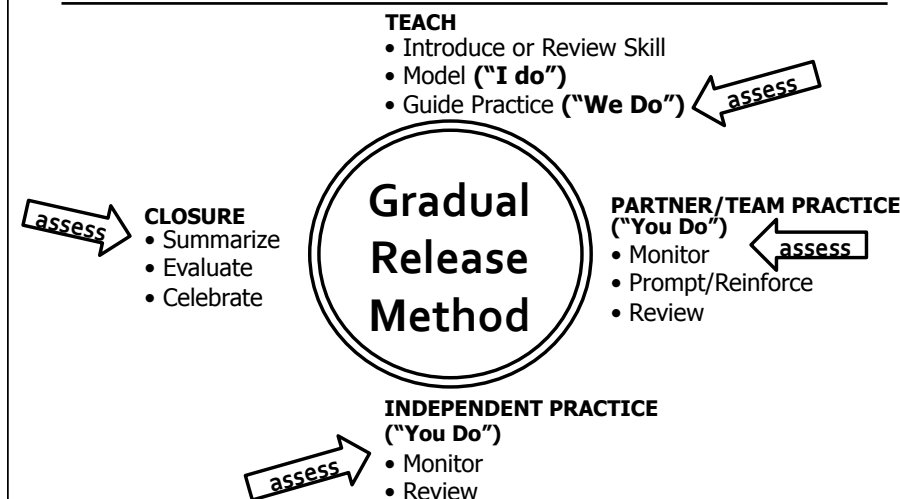 TEACH
• Introduce or Review Skill
• Model ("I do")
• Guide Practice ("We Do")
assess
Gradual
Release
Method
PARTNER/TEAM PRACTICE
("You Do")
• Monitor
• Prompt/Reinforce
• Review
assess
INDEPENDENT PRACTICE
("You Do")
• Monitor
• Review
assess
CLOSURE
• Summarize
• Evaluate
• Celebrate
assess